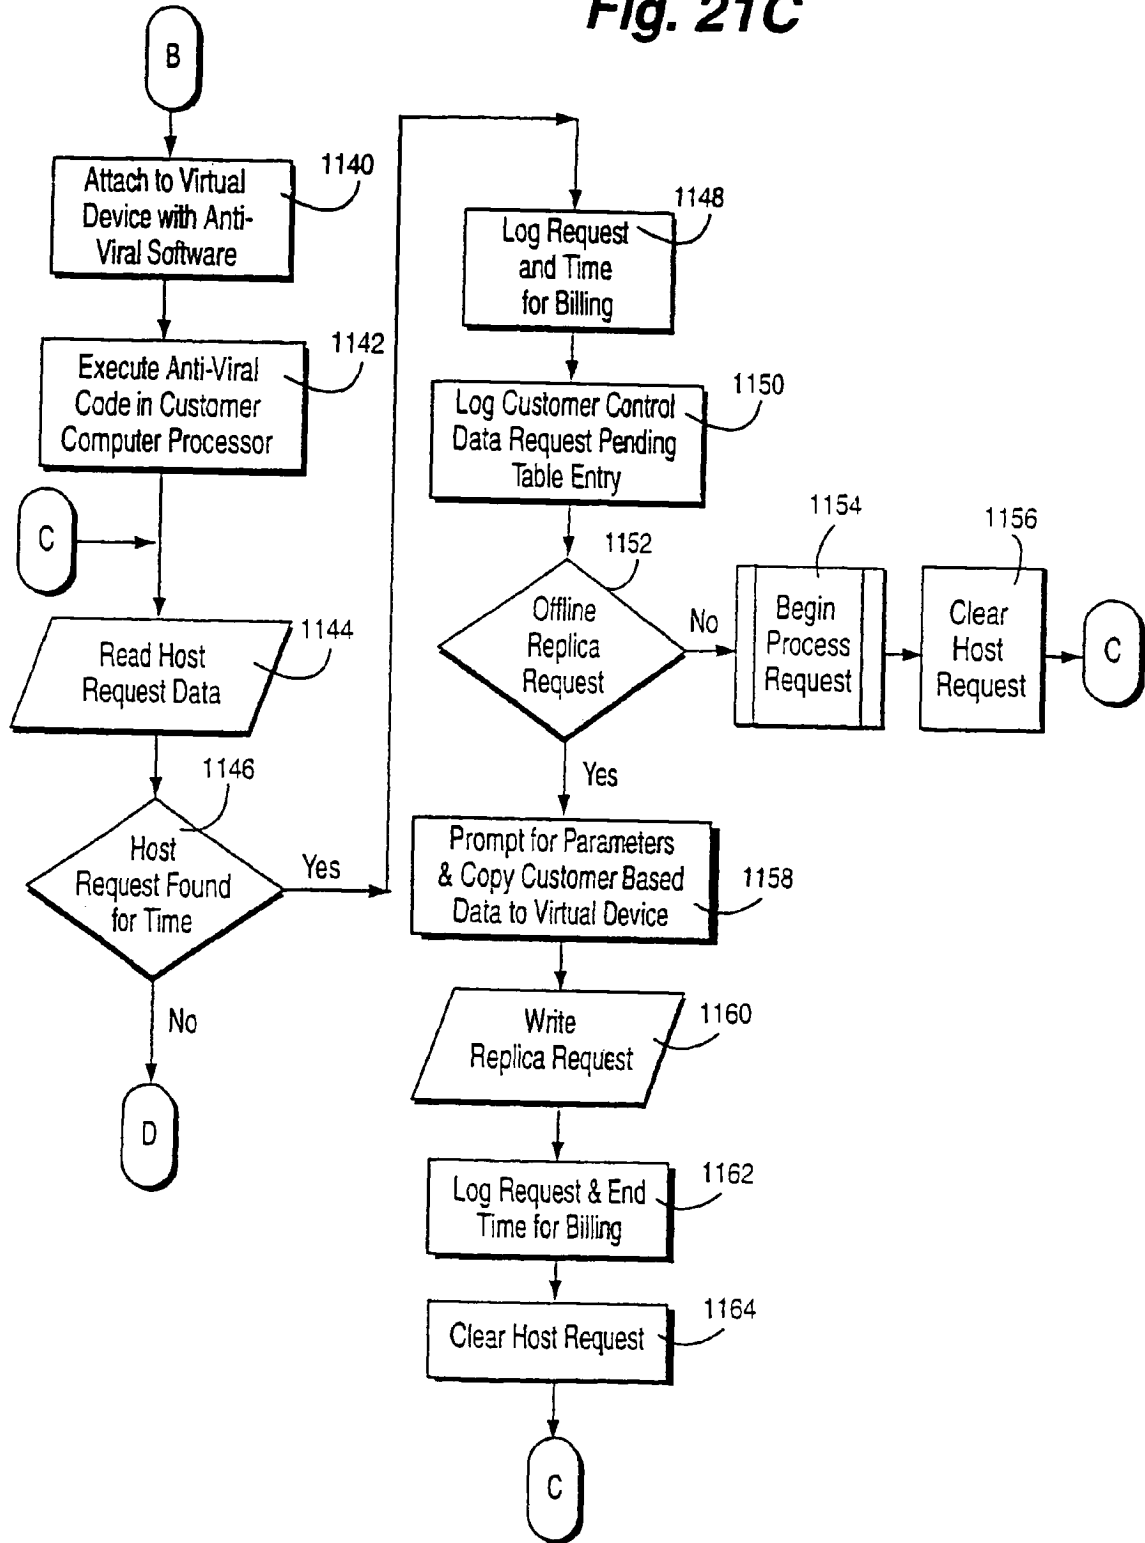 Fig. 21C
B
1140
Attach to Virtual
Device with Anti-
Viral Software
1142
Execute Anti-Viral
Code in Customer
Computer Processor
C
1144
Read Host
Request Data
1146
Host
Request Found
for Time
Yes
No
D
1148
Log Request
and Time
for Billing
1150
Log Customer Control
Data Request Pending
Table Entry
1152
Offline
Replica
Request
No
1154
Begin
Process
Request
1156
Clear
Host
Request
C
Yes
Prompt for Parameters
& Copy Customer Based
Data to Virtual Device
1158
Write
Replica Request
1160
Log Request & End
Time for Billing
1162
Clear Host Request
1164
C